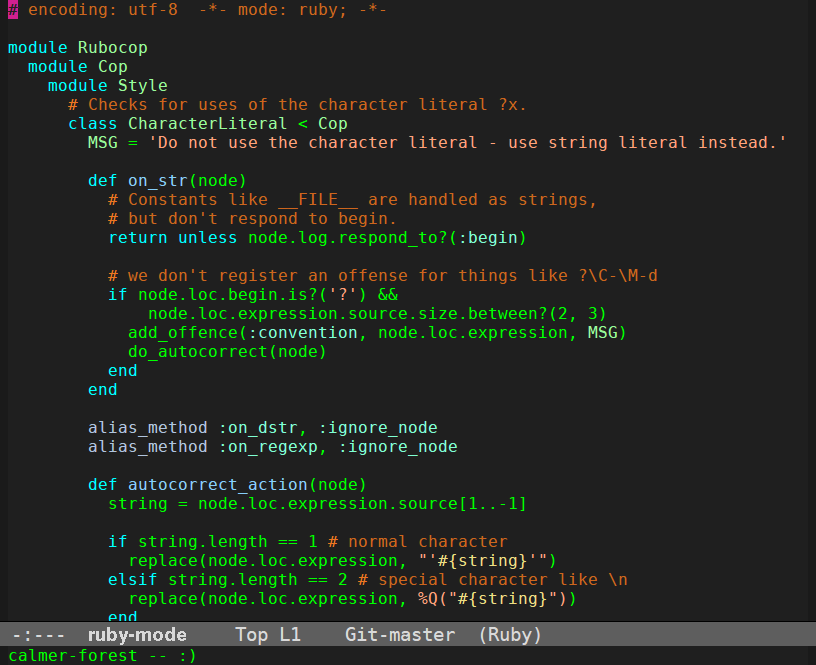 # encoding: utf-8  -*- mode: ruby; -*-

module Rubocop
  module Cop
    module Style
      # Checks for uses of the character literal ?x.
      class CharacterLiteral < Cop
        MSG = 'Do not use the character literal - use string literal instead.'

        def on_str(node)
          # Constants like __FILE__ are handled as strings,
          # but don't respond to begin.
          return unless node.log.respond_to?(:begin)

          # we don't register an offense for things like ?\C-\M-d
          if node.loc.begin.is?('?') &&
              node.loc.expression.source.size.between?(2, 3)
            add_offence(:convention, node.loc.expression, MSG)
            do_autocorrect(node)
          end
        end

        alias_method :on_dstr, :ignore_node
        alias_method :on_regexp, :ignore_node

        def autocorrect_action(node)
          string = node.loc.expression.source[1..-1]

          if string.length == 1 # normal character
            replace(node.loc.expression, "'#{string}'")
          elsif string.length == 2 # special character like \n
            replace(node.loc.expression, %Q("#{string}"))
          end
-:---  ruby-mode     Top L1    Git-master  (Ruby)
calmer-forest -- :)